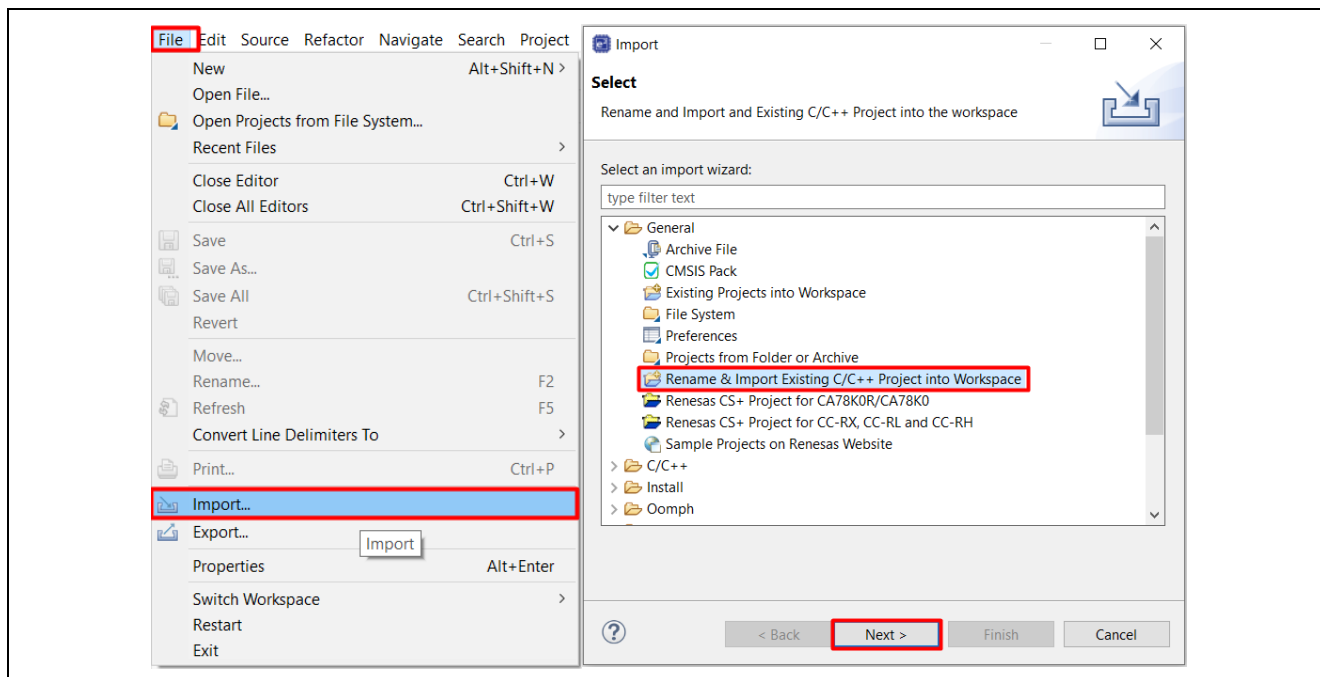 File Edit Source Refactor Navigate Search Project
New Alt+Shift+N >
Open File...
Open Projects from File System...
Recent Files >
Close Editor Ctrl+W
Close All Editors Ctrl+Shift+W
Save Ctrl+S
Save As...
Save All Ctrl+Shift+S
Revert
Move...
Rename... F2
Refresh F5
Convert Line Delimiters To >
Print... Ctrl+P
Import...
Export...
Import
Properties Alt+Enter
Switch Workspace >
Restart
Exit
Import
Select
Rename and Import and Existing C/C++ Project into the workspace
Select an import wizard:
type filter text
General
Archive File
CMSIS Pack
Existing Projects into Workspace
File System
Preferences
Projects from Folder or Archive
Rename & Import Existing C/C++ Project into Workspace
Renesas CS+ Project for CA78K0R/CA78K0
Renesas CS+ Project for CC-RX, CC-RL and CC-RH
Sample Projects on Renesas Website
> C/C++
> Install
> Oomph
? < Back Next > Finish Cancel